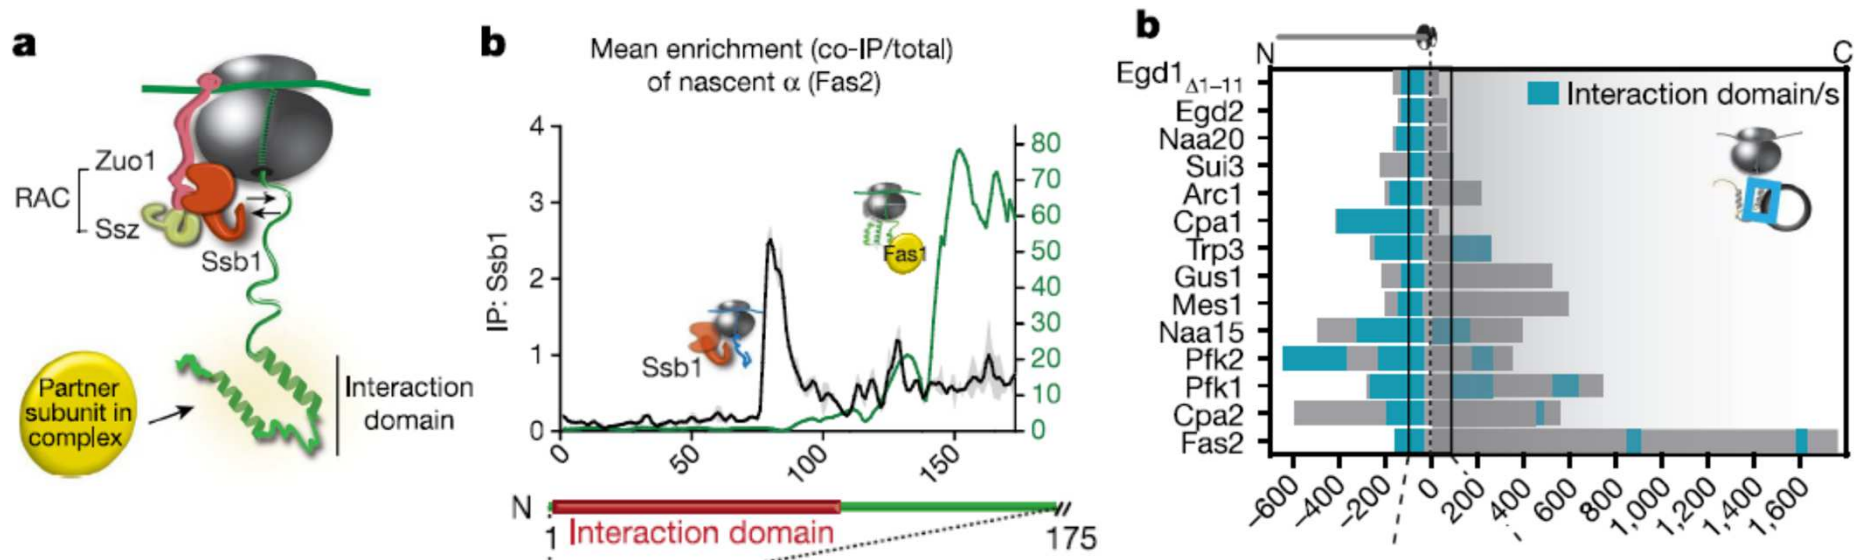 a
RAC
Zuo1
Ssz
Ssb1
Partner
subunit in
complex
Interaction
domain
b
Mean enrichment (co-IP/total)
of nascent α (Fas2)
IP: Ssb1
4
3
2
1
0
80
70
60
50
40
30
20
10
0
Fas1
Ssb1
0
50
100
150
N
1
Interaction domain
175
b
N
C
Egd1 Δ1–11
Egd2
Naa20
Sui3
Arc1
Cpa1
Trp3
Gus1
Mes1
Naa15
Pfk2
Pfk1
Cpa2
Fas2
Interaction domain/s
–600
–400
–200
0
200
400
600
800
1,000
1,200
1,400
1,600